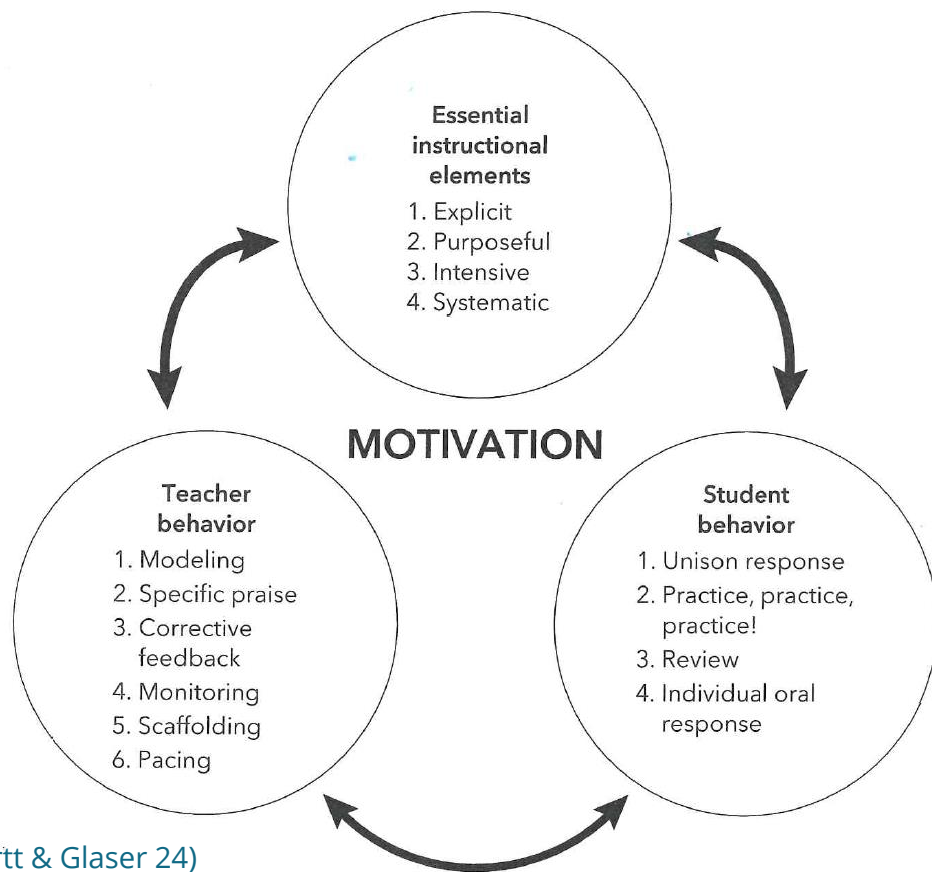 Essential
instructional
elements
1. Explicit
2. Purposeful
3. Intensive
4. Systematic
MOTIVATION
Teacher
behavior
1. Modeling
2. Specific praise
3. Corrective
feedback
4. Monitoring
5. Scaffolding
6. Pacing
Student
behavior
1. Unison response
2. Practice, practice,
practice!
3. Review
4. Individual oral
response
& Glaser 24)